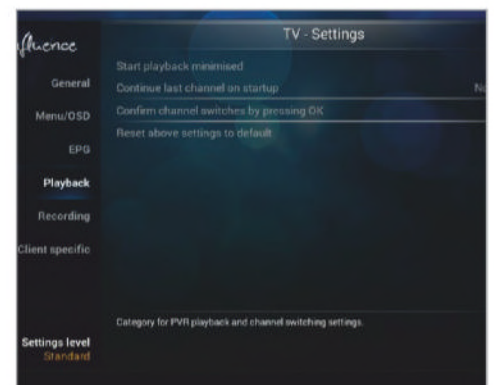 fluence
TV - Settings
General
Menu/OSD
EPG
Playback
Recording
Client specific
Settings level
Standard
Start playback minimised
Continue last channel on startup
Confirm channel switches by pressing OK
Reset above settings to default
Category for PVR playback and channel switching settings.